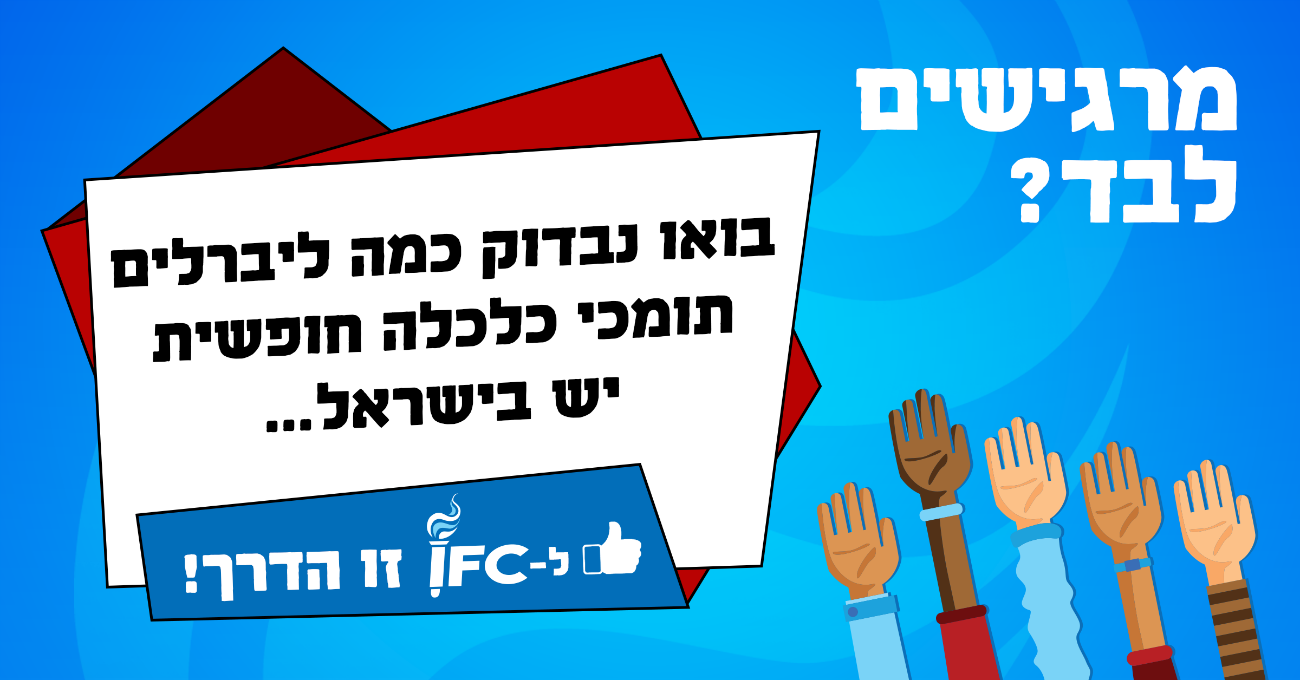 מרגישים
לבד?
בואו נבדוק כמה ליברלים
תומכי כלכלה חופשית
יש בישראל...
ל-IFC זו הדרך!